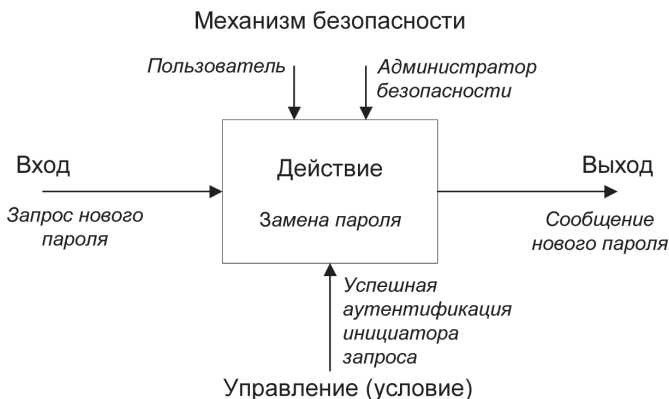 Механизм безопасности
Пользователь
Администратор
безопасности
Вход
Запрос нового
пароля
Действие
Замена пароля
Выход
Сообщение
нового пароля
Успешная
аутентификация
инициатора
запроса
Управление (условие)